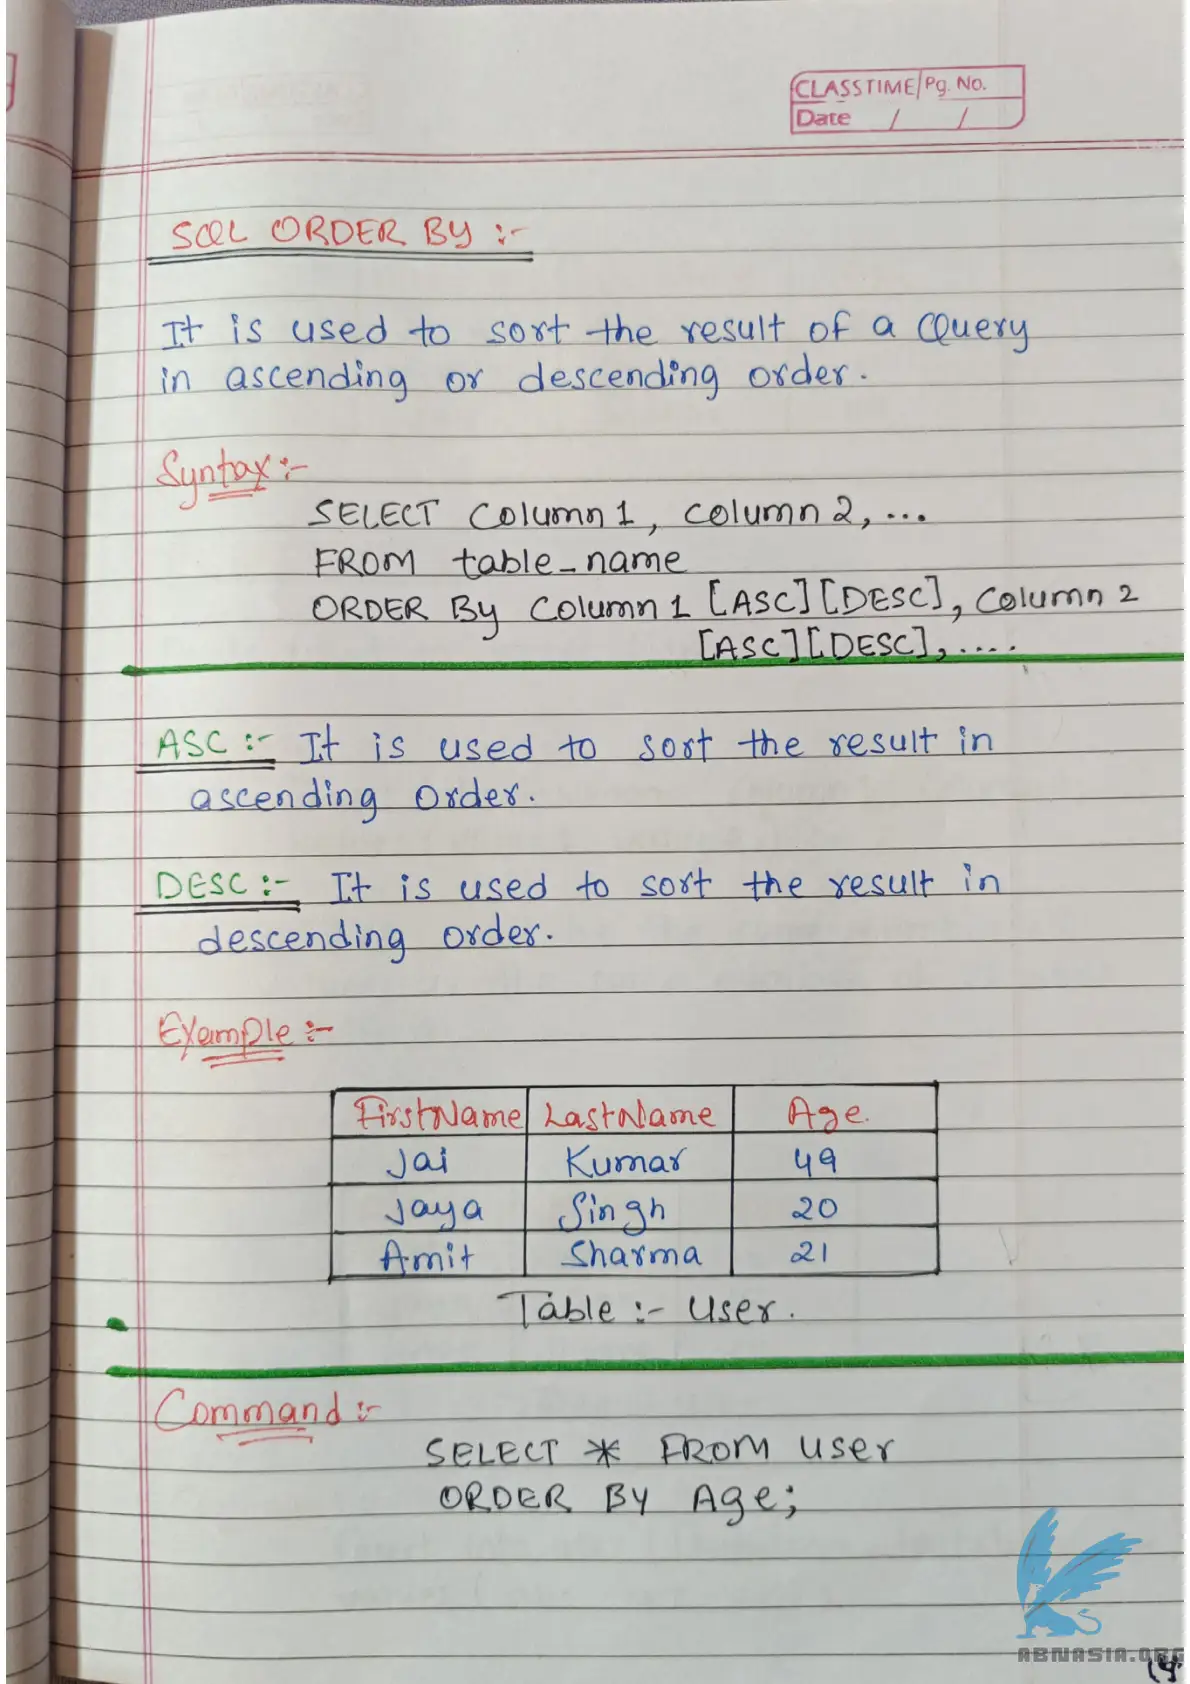 CLASSTIME Pg. No.
Date / /
SQL ORDER BY :-
It is used to sort the result of a Query
in ascending or descending order.
Syntax :-
SELECT Column 1, Column 2, ...
FROM table_name
ORDER By Column 1 [ASC][DESC], Column 2
[ASC][DESC], ....
ASC :- It is used to sort the result in
ascending order.
DESC :- It is used to sort the result in
descending order.
Example :-
FirstName LastName Age.
Jai Kumar 49
Jaya Singh 20
Amit Sharma 21
Table :- User.
Command :-
SELECT * FROM user
ORDER BY Age;
ABNASIA.ORG